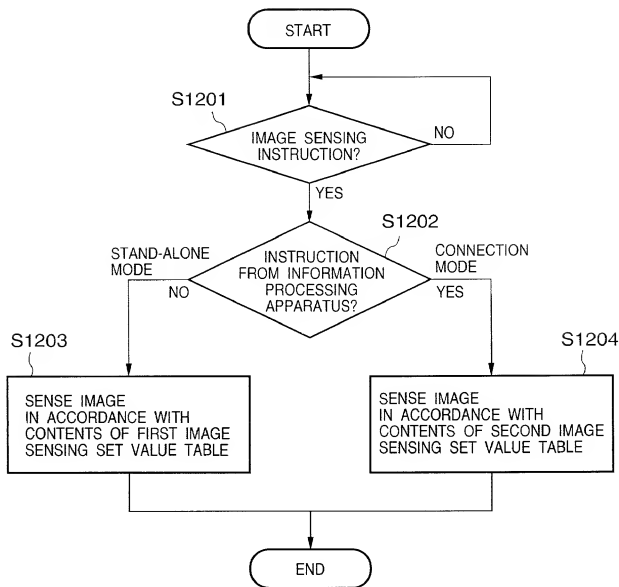 START
S1201
IMAGE SENSING
INSTRUCTION?
NO
YES
S1202
STAND-ALONE
MODE
NO
INSTRUCTION
FROM INFORMATION
PROCESSING
APPARATUS?
CONNECTION
MODE
YES
S1203
SENSE IMAGE
IN ACCORDANCE WITH
CONTENTS OF FIRST IMAGE
SENSING SET VALUE TABLE
S1204
SENSE IMAGE
IN ACCORDANCE WITH
CONTENTS OF SECOND IMAGE
SENSING SET VALUE TABLE
END